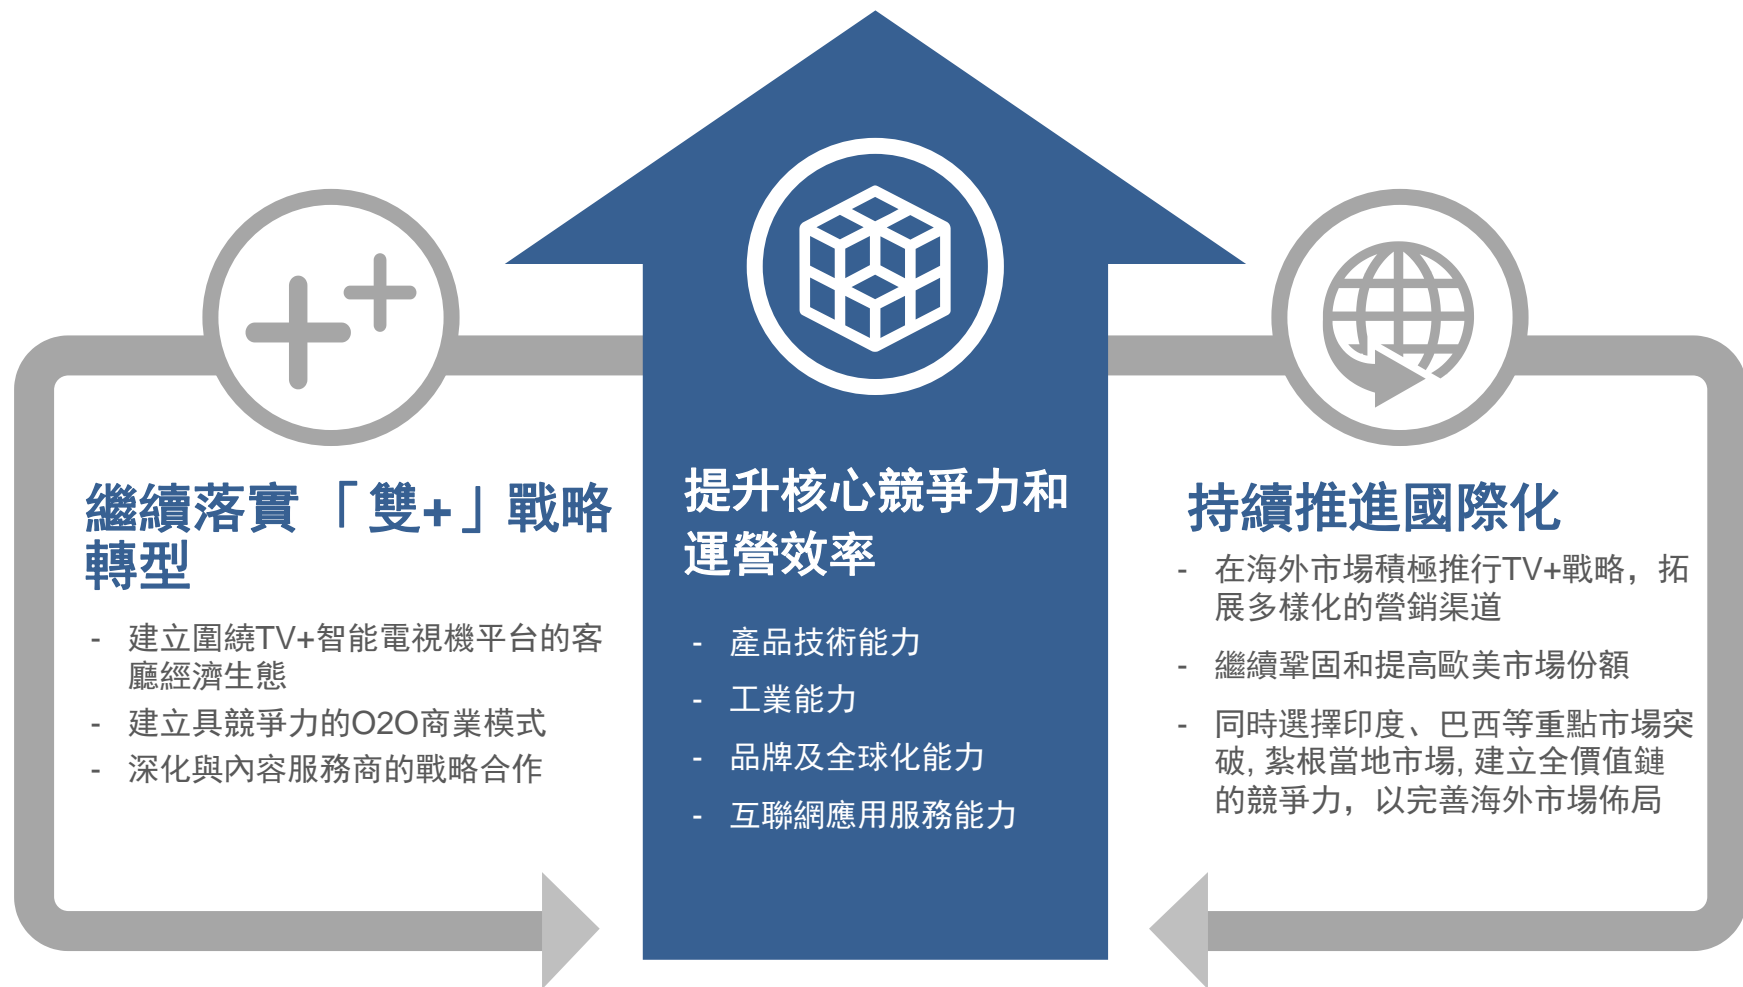 繼續落實「雙+」戰略
轉型
- 建立圍繞TV+智能電視機平台的客
廳經濟生態
- 建立具競爭力的O2O商業模式
- 深化與內容服務商的戰略合作
提升核心競爭力和
運營效率
- 產品技術能力
- 工業能力
- 品牌及全球化能力
- 互聯網應用服務能力
持續推進國際化
- 在海外市場積極推行TV+戰略，拓
展多樣化的營銷渠道
- 繼續鞏固和提高歐美市場份額
- 同時選擇印度、巴西等重點市場突
破, 紮根當地市場, 建立全價值鏈
的競爭力，以完善海外市場佈局